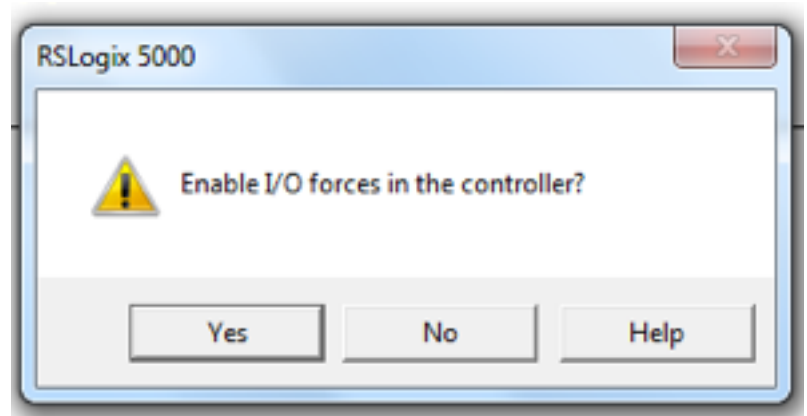 RSLogix 5000
Enable I/O forces in the controller?
Yes
No
Help